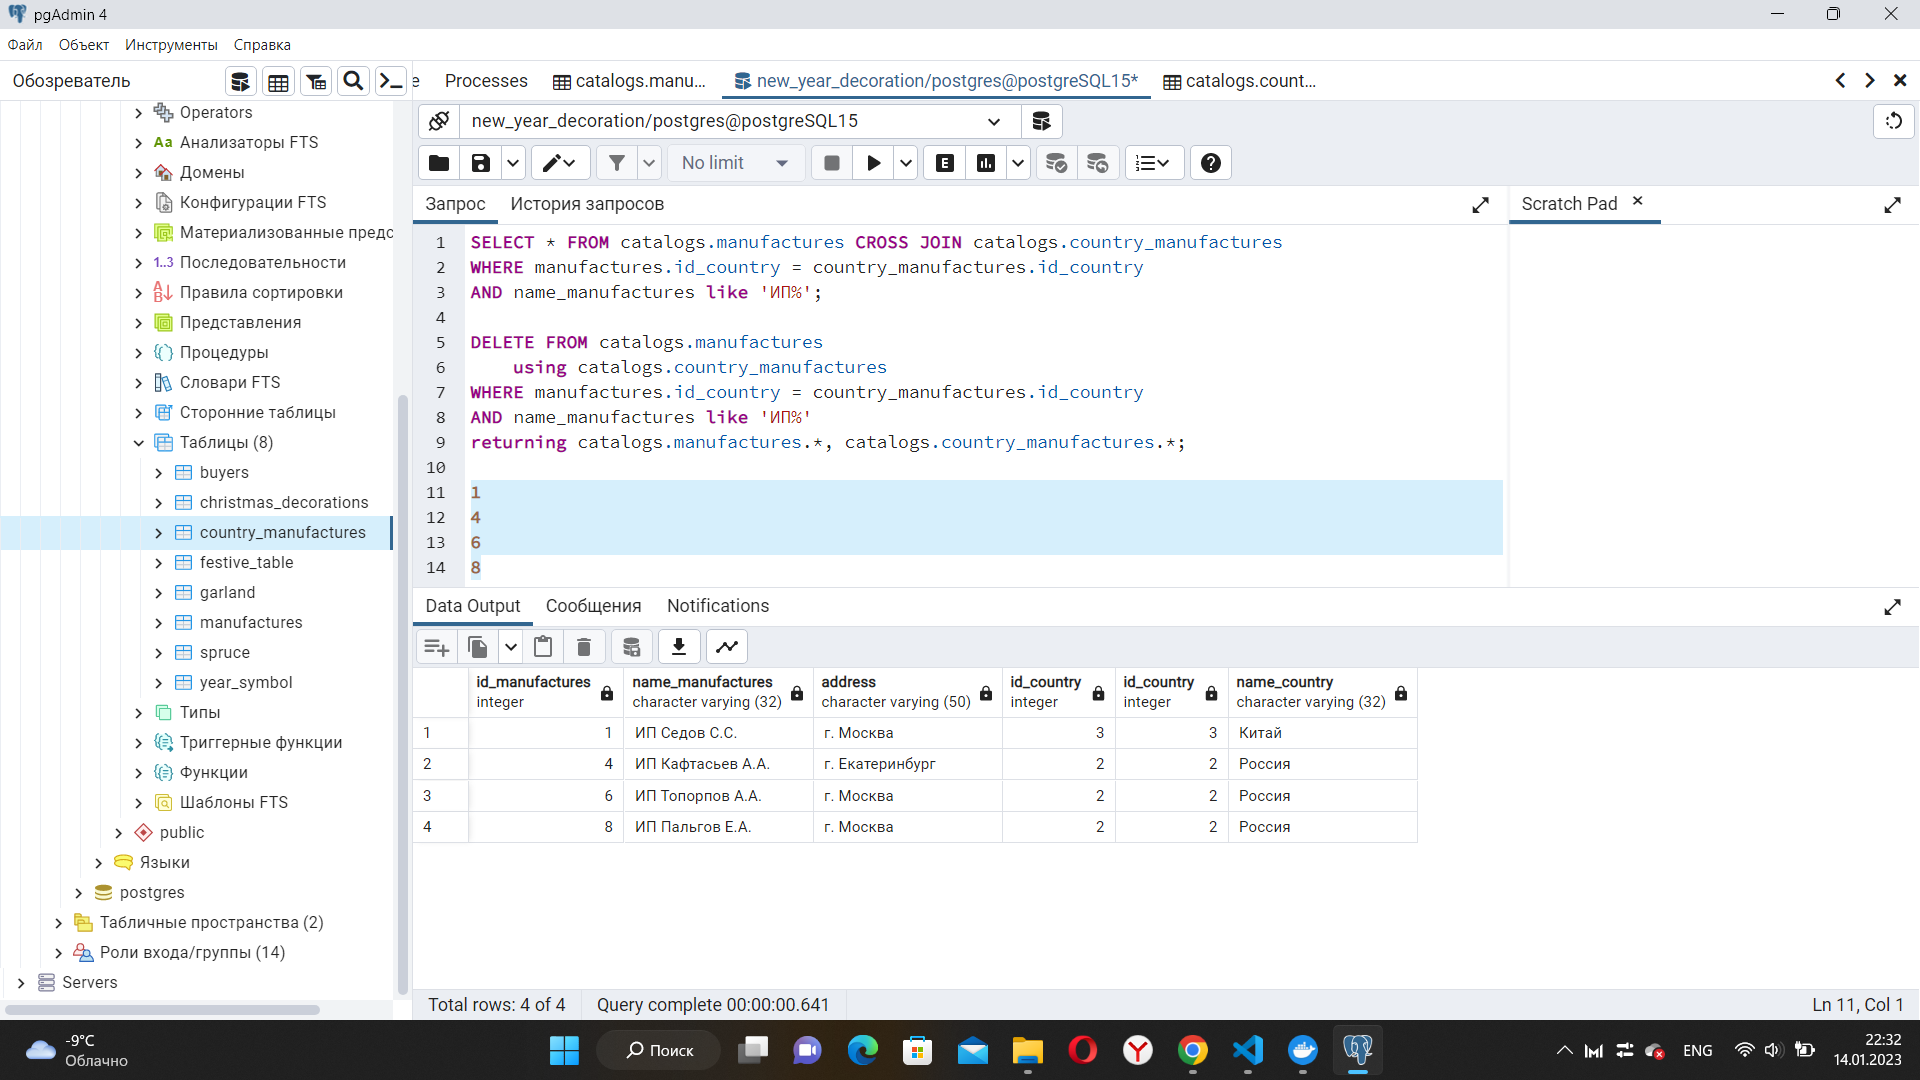 pgAdmin 4
Файл Объект Инструменты Справка
Обозреватель
e Processes catalogs.manu... new_year_decoration/postgres@postgreSQL15* catalogs.count...
Operators
Анализаторы FTS
Домены
Конфигурации FTS
Материализованные предс
Последовательности
Правила сортировки
Представления
Процедуры
Словари FTS
Сторонние таблицы
Таблицы (8)
buyers
christmas_decorations
country_manufactures
festive_table
garland
manufactures
spruce
year_symbol
Типы
Триггерные функции
Функции
Шаблоны FTS
public
Языки
postgres
Табличные пространства (2)
Роли входа/группы (14)
Servers
new_year_decoration/postgres@postgreSQL15
No limit
Запрос История запросов
Scratch Pad
1 SELECT * FROM catalogs.manufactures CROSS JOIN catalogs.country_manufactures
2 WHERE manufactures.id_country = country_manufactures.id_country
3 AND name_manufactures like 'ИП%';
4
5 DELETE FROM catalogs.manufactures
6 using catalogs.country_manufactures
7 WHERE manufactures.id_country = country_manufactures.id_country
8 AND name_manufactures like 'ИП%'
9 returning catalogs.manufactures.*, catalogs.country_manufactures.*;
10
11 1
12 4
13 6
14 8
Data Output Сообщения Notifications
id_manufactures name_manufactures address id_country id_country name_country
integer character varying (32) character varying (50) integer integer character varying (32)
1 1 ИП Седов С.С. г. Москва 3 3 Китай
2 4 ИП Кафтасьев А.А. г. Екатеринбург 2 2 Россия
3 6 ИП Топорпов А.А. г. Москва 2 2 Россия
4 8 ИП Пальгов Е.А. г. Москва 2 2 Россия
Total rows: 4 of 4 Query complete 00:00:00.641 Ln 11, Col 1
-9°C
Облачно
Поиск
ENG
22:32
14.01.2023